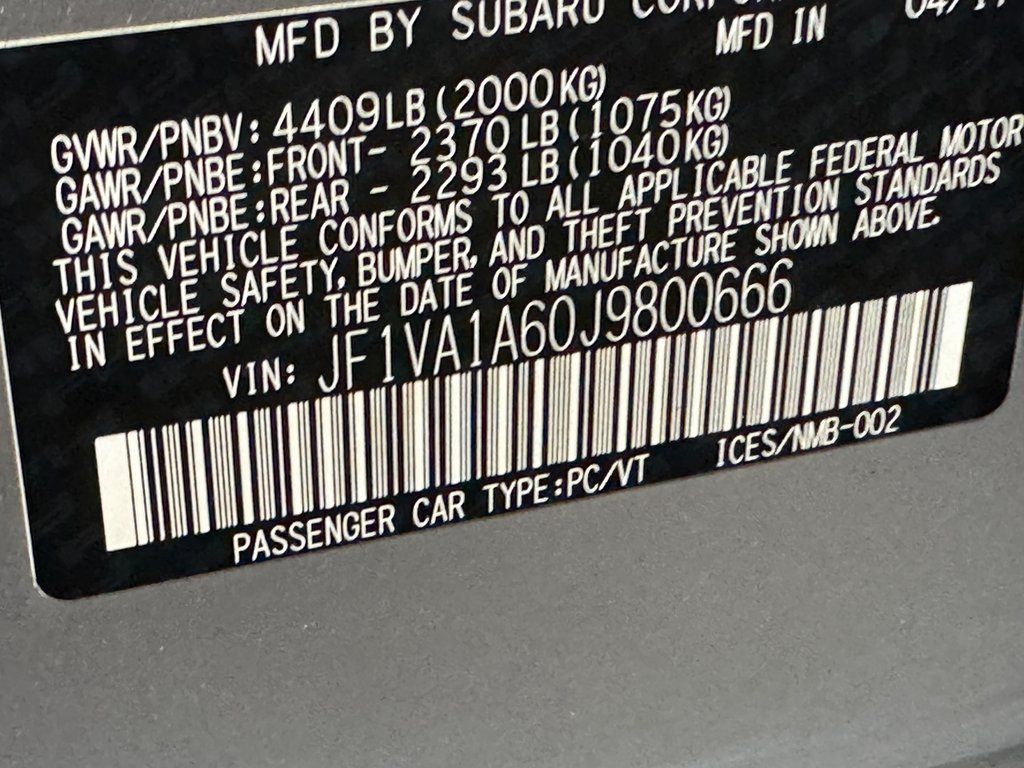 MFD BY SUBARU
MFD IN
GVWR/PNBV: 4409LB(2000KG)
GAWR/PNBE:FRONT- 2370 LB(1075KG)
GAWR/PNBE:REAR - 2293 LB(1040KG)
THIS VEHICLE CONFORMS TO ALL APPLICABLE FEDERAL MOTOR
VEHICLE SAFETY, BUMPER, AND THEFT PREVENTION STANDARDS
IN EFFECT ON THE DATE OF MANUFACTURE SHOWN ABOVE.
VIN: JF1VA1A60J9800666
PASSENGER CAR TYPE:PC/VT ICES/NMB-002